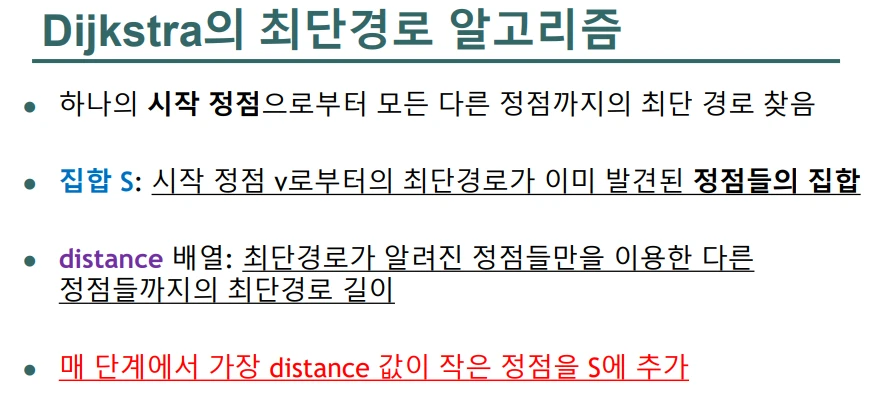 Dijkstra의 최단경로 알고리즘
● 하나의 시작 정점으로부터 모든 다른 정점까지의 최단 경로 찾음
● 집합 S: 시작 정점 v로부터의 최단경로가 이미 발견된 정점들의 집합
● distance 배열: 최단경로가 알려진 정점들만을 이용한 다른
정점들까지의 최단경로 길이
● 매 단계에서 가장 distance 값이 작은 정점을 S에 추가